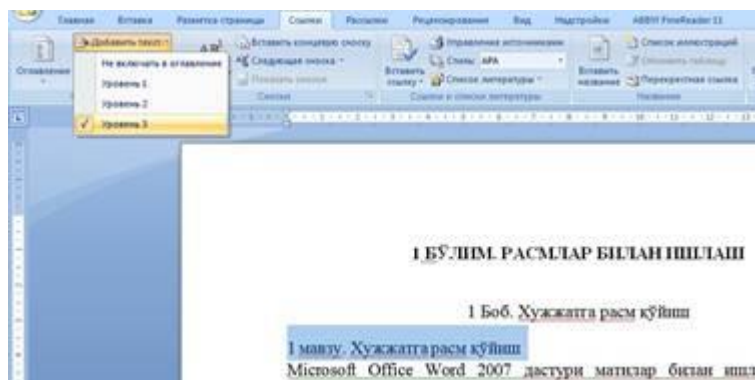 Главная Вставка Разметка страницы Ссылки Рассылки Рецензирование Вид Надстройки ABBYY FineReader 11
Добавить текст
Не включать в оглавление
Уровень 1
Уровень 2
Уровень 3
Оглавление
AB¹
Вставить концевую сноску
Следующая сноска
Показать сноски
Сноски
Вставить ссылку
Управление источниками
Стиль: APA
Список литературы
Ссылки и списки литературы
Вставить название
Список иллюстраций
Обновить таблицу
Перекрестная ссылка
Названия
1 БЎЛИМ. РАСМЛАР БИЛАН ИШЛАШ
1 Боб. Хужжатга расм қўйиш
1 мавзу. Хужжатга расм қўйиш
Microsoft Office Word 2007 дастури матнлар билан